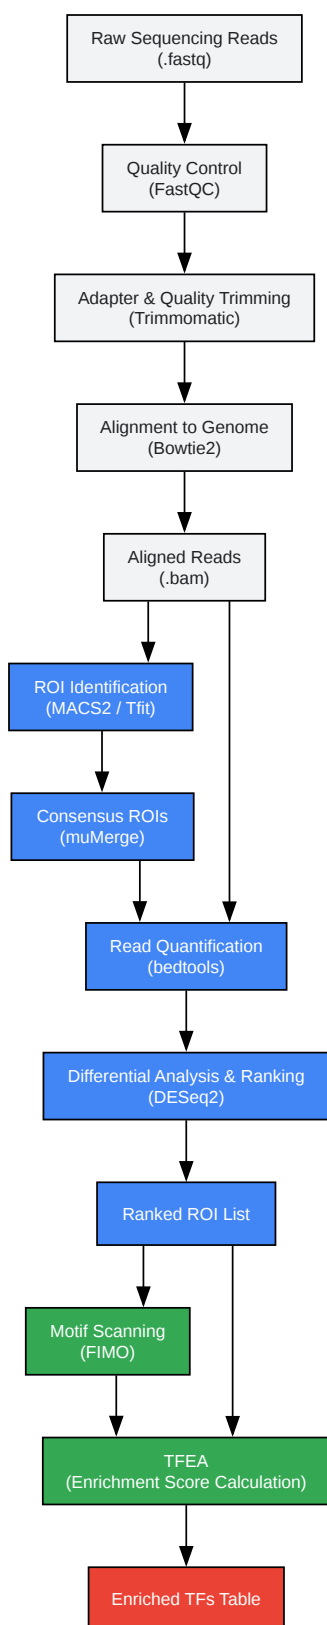 Raw Sequencing Reads
(.fastq)
Quality Control
(FastQC)
Adapter & Quality Trimming
(Trimmomatic)
Alignment to Genome
(Bowtie2)
Aligned Reads
(.bam)
ROI Identification
(MACS2 / Tfit)
Consensus ROIs
(muMerge)
Read Quantification
(bedtools)
Differential Analysis & Ranking
(DESeq2)
Ranked ROI List
Motif Scanning
(FIMO)
TFEA
(Enrichment Score Calculation)
Enriched TFs Table